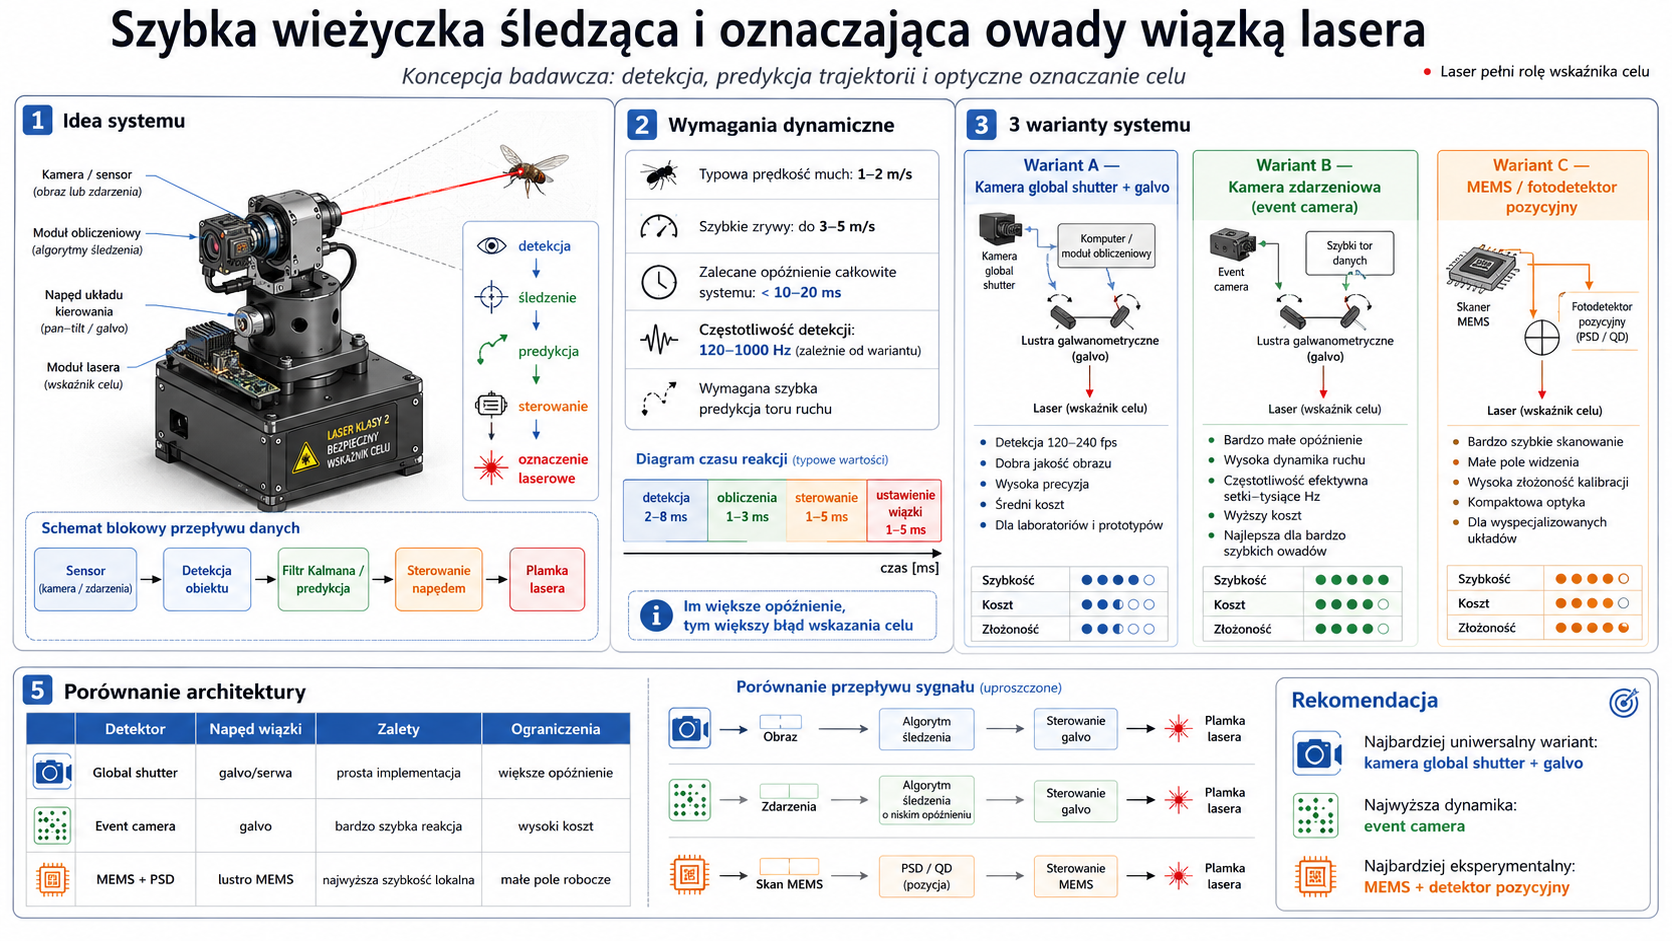 Szybka wieżyczka śledząca i oznaczająca owady wiązką lasera
Koncepcja badawcza: detekcja, predykcja trajektorii i optyczne oznaczanie celu
Laser pełni rolę wskaźnika celu
1 Idea systemu
Kamera / sensor
(obraz lub zdarzenia)
Moduł obliczeniowy
(algorytmy śledzenia)
Napęd układu
kierowania
(pan–tilt / galvo)
Moduł lasera
(wskaźnik celu)
LASER KLASY 2
BEZPIECZNY
WSKAŹNIK CELU
detekcja
śledzenie
predykcja
sterowanie
oznaczenie
laserowe
Schemat blokowy przepływu danych
Sensor
(kamera / zdarzenia)
Detekcja
obiektu
Filtr Kalmana /
predykcja
Sterowanie
napędem
Plamka
lasera
2 Wymagania dynamiczne
Typowa prędkość much: 1–2 m/s
Szybkie zrywy: do 3–5 m/s
Zalecane opóźnienie całkowite
systemu: < 10–20 ms
Częstotliwość detekcji:
120–1000 Hz (zależnie od wariantu)
Wymagana szybka
predykcja toru ruchu
Diagram czasu reakcji (typowe wartości)
detekcja
2–8 ms
obliczenia
1–3 ms
sterowanie
1–5 ms
ustawienie
wiązki
1–5 ms
czas [ms]
i
Im większe opóźnienie,
tym większy błąd wskazania celu
3 3 warianty systemu
Wariant A —
Kamera global shutter + galvo
Kamera
global
shutter
Komputer /
moduł obliczeniowy
Lustra galwanometryczne
(galvo)
Laser (wskaźnik celu)
Detekcja 120–240 fps
Dobra jakość obrazu
Wysoka precyzja
Średni koszt
Dla laboratoriów i prototypów
Szybkość
Koszt
Złożoność
Wariant B —
Kamera zdarzeniowa
(event camera)
Event
camera
Szybki tor
danych
Lustra galwanometryczne
(galvo)
Laser (wskaźnik celu)
Bardzo małe opóźnienie
Wysoka dynamika ruchu
Częstotliwość efektywna
setki–tysiące Hz
Wyższy koszt
Najlepsza dla bardzo
szybkich owadów
Szybkość
Koszt
Złożoność
Wariant C —
MEMS / fotodetektor
pozycyjny
Skaner
MEMS
Fotodetektor
pozycyjny
(PSD / QD)
Laser (wskaźnik celu)
Bardzo szybkie skanowanie
Małe pole widzenia
Wysoka złożoność kalibracji
Kompaktowa optyka
Dla wyspecjalizowanych
układów
Szybkość
Koszt
Złożoność
5 Porównanie architektury
Detektor Napęd wiązki Zalety Ograniczenia
Global shutter galvo/serwa prosta implementacja większe opóźnienie
Event camera galvo bardzo szybka reakcja wysoki koszt
MEMS + PSD lustro MEMS najwyższa szybkość lokalna małe pole robocze
Porównanie przepływu sygnału (uproszczone)
Obraz
Algorytm
śledzenia
Sterowanie
galvo
Plamka
lasera
Zdarzenia
Algorytm
śledzenia
o niskim opóźnieniu
Sterowanie
galvo
Plamka
lasera
Skan MEMS
PSD / QD
(pozycja)
Sterowanie
MEMS
Plamka
lasera
Rekomendacja
Najbardziej uniwersalny wariant:
kamera global shutter + galvo
Najwyższa dynamika:
event camera
Najbardziej eksperymentalny:
MEMS + detektor pozycyjny